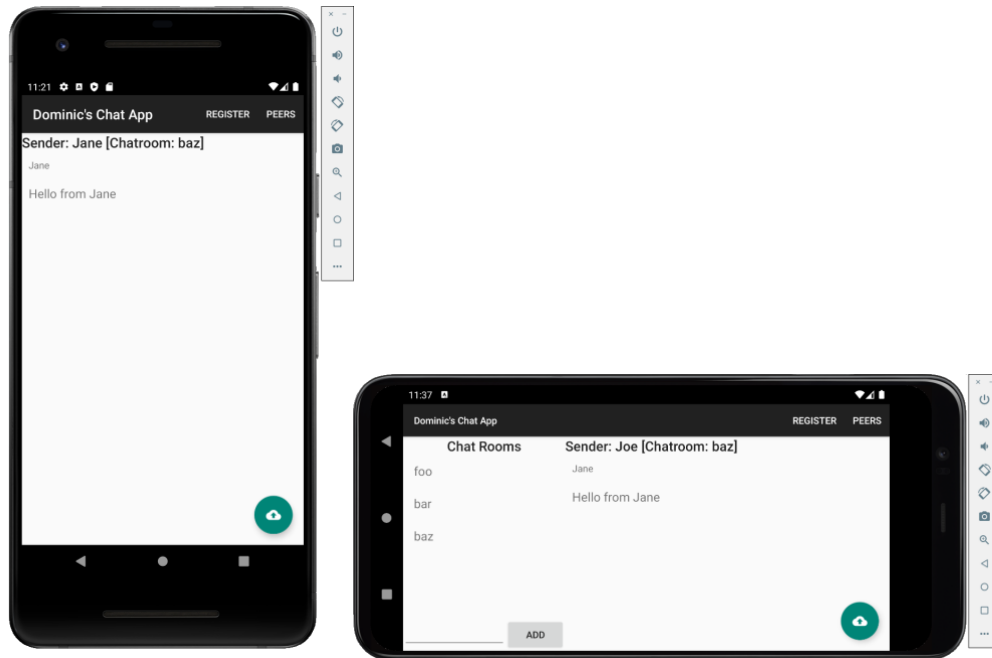 11:21
Dominic's Chat App REGISTER PEERS
Sender: Jane [Chatroom: baz]
Jane
Hello from Jane
11:37
Dominic's Chat App REGISTER PEERS
Chat Rooms
foo
bar
baz
ADD
Sender: Joe [Chatroom: baz]
Jane
Hello from Jane